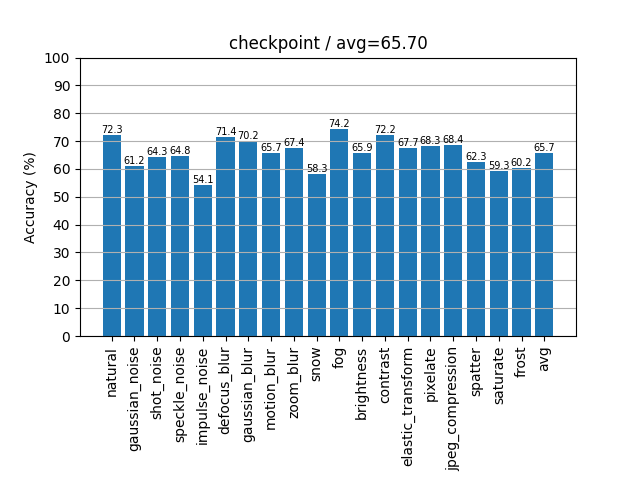 checkpoint / avg=65.70
Accuracy (%)
100
90
80
70
60
50
40
30
20
10
0
72.3
61.2
64.3
64.8
54.1
71.4
70.2
65.7
67.4
58.3
74.2
65.9
72.2
67.7
68.3
68.4
62.3
59.3
60.2
65.7
natural
gaussian_noise
shot_noise
speckle_noise
impulse_noise
defocus_blur
gaussian_blur
motion_blur
zoom_blur
snow
fog
brightness
contrast
elastic_transform
pixelate
jpeg_compression
spatter
saturate
frost
avg